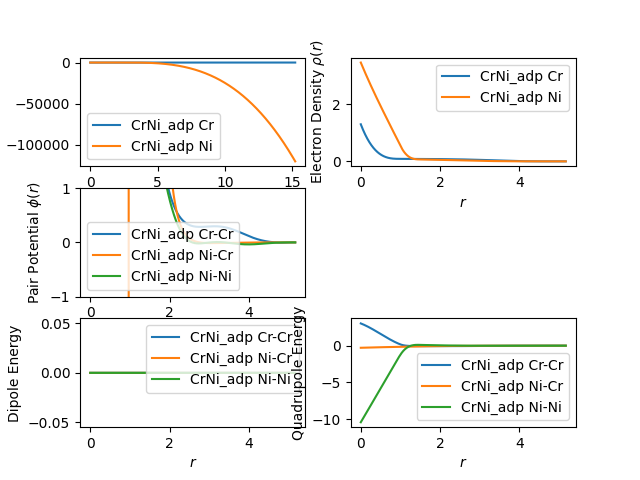 0
−50000
−100000
CrNi_adp Cr
CrNi_adp Ni
0 5 10 15
Electron Density ρ(r)
2
0
CrNi_adp Cr
CrNi_adp Ni
0 2 4
r
Pair Potential ϕ(r)
1
0
−1
CrNi_adp Cr-Cr
CrNi_adp Ni-Cr
CrNi_adp Ni-Ni
0 2 4
Dipole Energy
0.05
0.00
−0.05
CrNi_adp Cr-Cr
CrNi_adp Ni-Cr
CrNi_adp Ni-Ni
0 2 4
r
Quadrupole Energy
0
−5
−10
CrNi_adp Cr-Cr
CrNi_adp Ni-Cr
CrNi_adp Ni-Ni
0 2 4
r